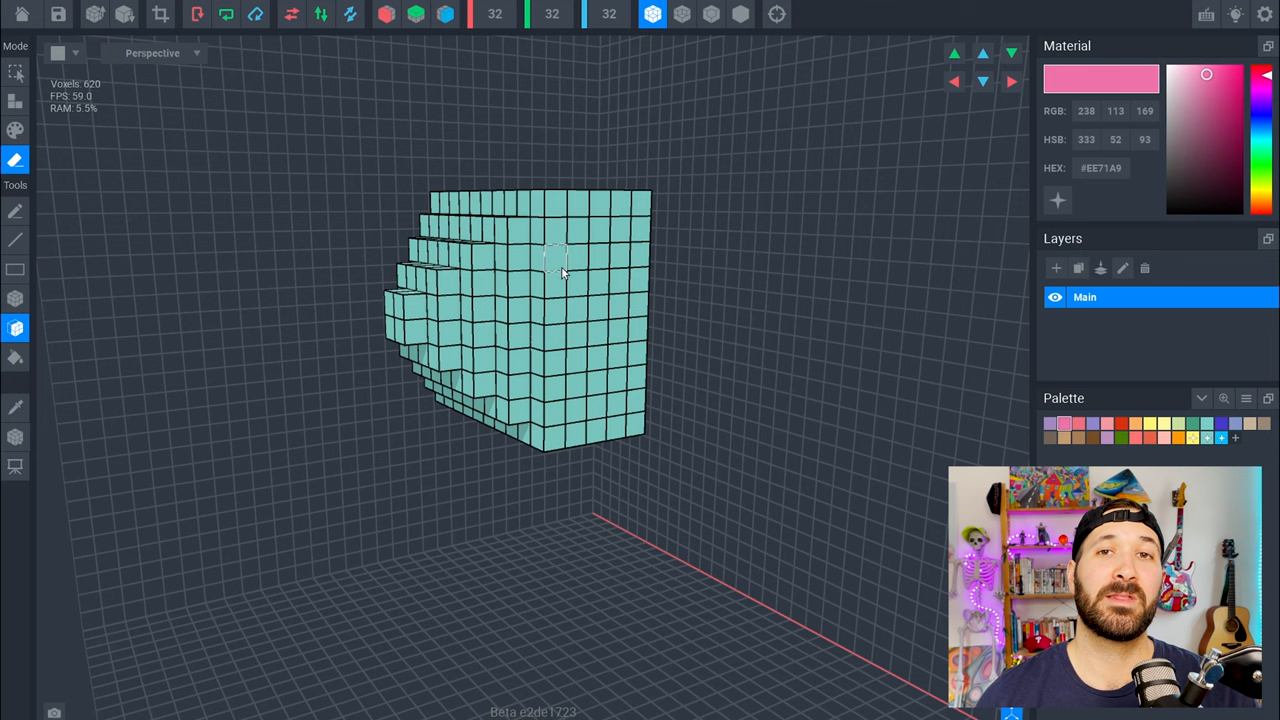 32 32 32
Mode
Perspective
Voxels: 620
FPS: 59.0
RAM: 5.5%
Tools
Material
RGB: 238 113 169
HSB: 333 52 93
HEX: #EE71A9
Layers
Main
Palette
Beta e2de1723